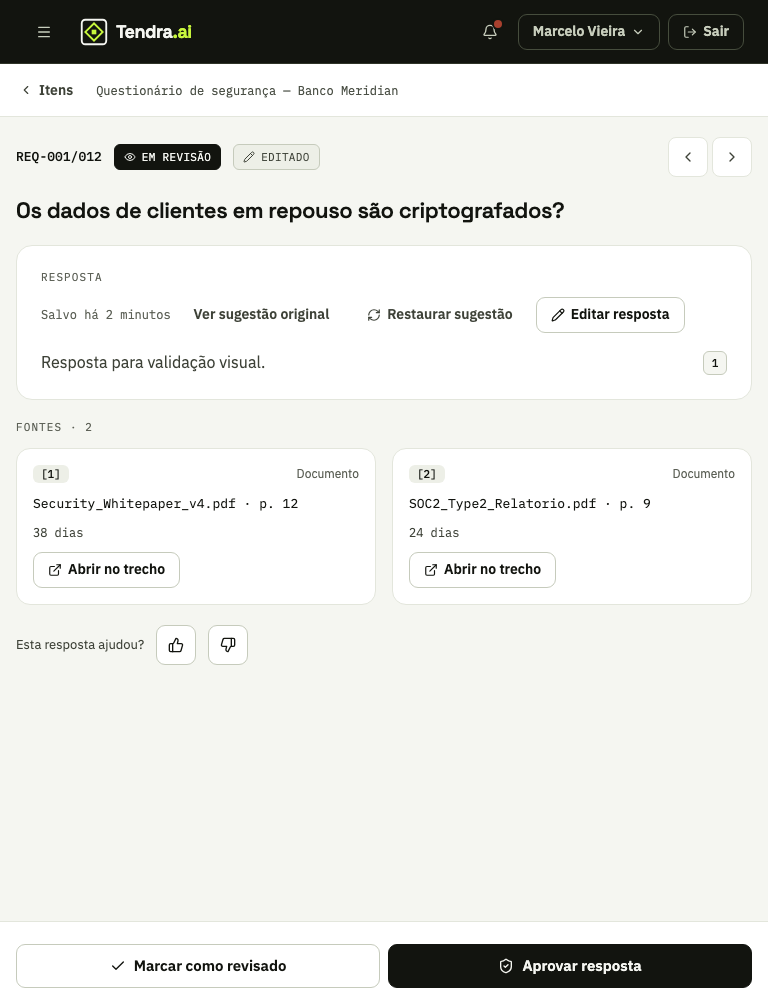 Tendra.ai
Marcelo Vieira
Sair
Itens
Questionário de segurança — Banco Meridian
REQ-001/012
EM REVISÃO
EDITADO
Os dados de clientes em repouso são criptografados?
RESPOSTA
Salvo há 2 minutos
Ver sugestão original
Restaurar sugestão
Editar resposta
Resposta para validação visual.
1
FONTES · 2
[1]
Documento
Security_Whitepaper_v4.pdf · p. 12
38 dias
Abrir no trecho
[2]
Documento
SOC2_Type2_Relatorio.pdf · p. 9
24 dias
Abrir no trecho
Esta resposta ajudou?
Marcar como revisado
Aprovar resposta